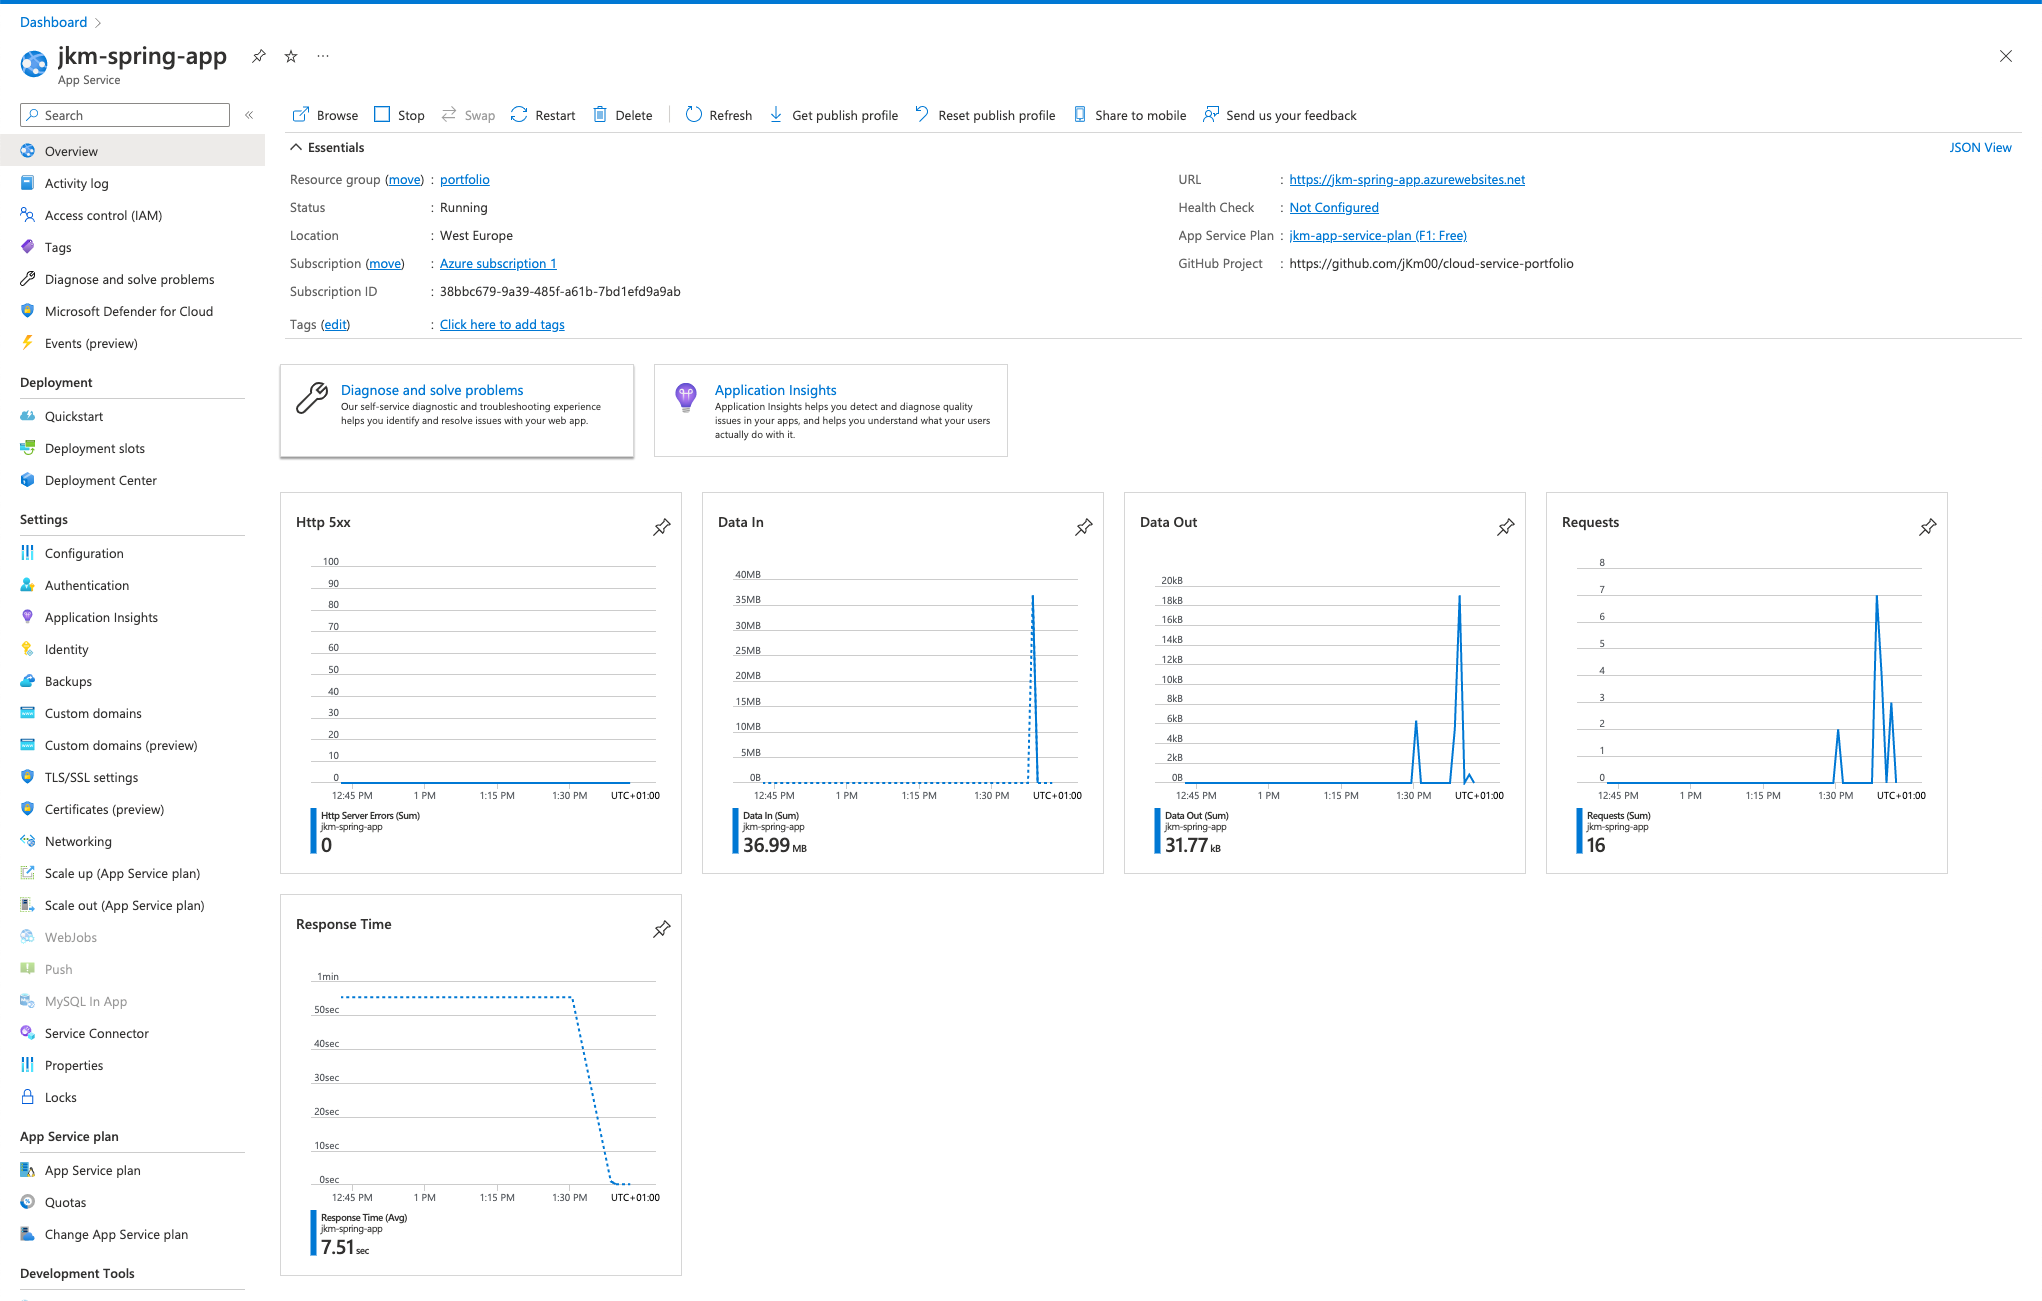 Dashboard
jkm-spring-app
App Service
Search
Overview
Activity log
Access control (IAM)
Tags
Diagnose and solve problems
Microsoft Defender for Cloud
Events (preview)
Deployment
Quickstart
Deployment slots
Deployment Center
Settings
Configuration
Authentication
Application Insights
Identity
Backups
Custom domains
Custom domains (preview)
TLS/SSL settings
Certificates (preview)
Networking
Scale up (App Service plan)
Scale out (App Service plan)
WebJobs
Push
MySQL In App
Service Connector
Properties
Locks
App Service plan
App Service plan
Quotas
Change App Service plan
Development Tools
Browse Stop Swap Restart Delete Refresh Get publish profile Reset publish profile Share to mobile Send us your feedback
Essentials
JSON View
Resource group (move) : portfolio
Status : Running
Location : West Europe
Subscription (move) : Azure subscription 1
Subscription ID : 38bbc679-9a39-485f-a61b-7bd1efd9a9ab
Tags (edit) : Click here to add tags
URL : https://jkm-spring-app.azurewebsites.net
Health Check : Not Configured
App Service Plan : jkm-app-service-plan (F1: Free)
GitHub Project : https://github.com/jKm00/cloud-service-portfolio
Diagnose and solve problems
Our self-service diagnostic and troubleshooting experience
helps you identify and resolve issues with your web app.
Application Insights
Application Insights helps you detect and diagnose quality
issues in your apps, and helps you understand what your users
actually do with it.
Http 5xx
100
90
80
70
60
50
40
30
20
10
0
12:45 PM 1 PM 1:15 PM 1:30 PM UTC+01:00
Http Server Errors (Sum)
jkm-spring-app
0
Data In
40MB
35MB
30MB
25MB
20MB
15MB
10MB
5MB
0B
12:45 PM 1 PM 1:15 PM 1:30 PM UTC+01:00
Data In (Sum)
jkm-spring-app
36.99 MB
Data Out
20kB
18kB
16kB
14kB
12kB
10kB
8kB
6kB
4kB
2kB
0B
12:45 PM 1 PM 1:15 PM 1:30 PM UTC+01:00
Data Out (Sum)
jkm-spring-app
31.77 kB
Requests
8
7
6
5
4
3
2
1
0
12:45 PM 1 PM 1:15 PM 1:30 PM UTC+01:00
Requests (Sum)
jkm-spring-app
16
Response Time
1min
50sec
40sec
30sec
20sec
10sec
0sec
12:45 PM 1 PM 1:15 PM 1:30 PM UTC+01:00
Response Time (Avg)
jkm-spring-app
7.51 sec